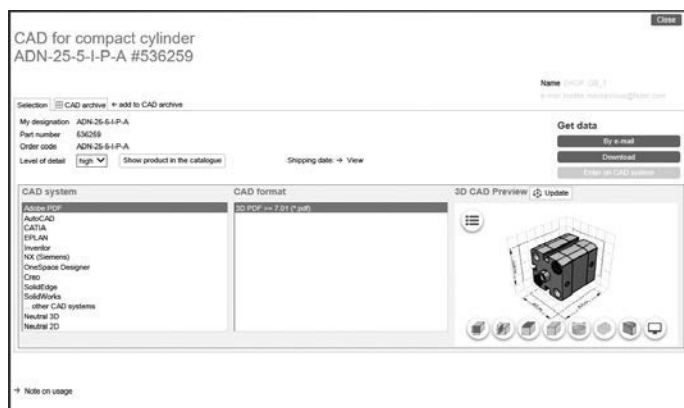 Close
CAD for compact cylinder
ADN-25-5-I-P-A #536259
Name
Selection CAD archive + add to CAD archive
My designation ADN-25-5-I-P-A
Part number 536259
Order code ADN-25-5-I-P-A
Level of detail high Show product in the catalogue Shipping date: → View
Get data
By e-mail
Download
Enter on CAD system
CAD system
Adobe PDF
AutoCAD
CATIA
EPLAN
Inventor
NX (Siemens)
OneSpace Designer
Creo
SolidEdge
SolidWorks
... other CAD systems
Neutral 3D
Neutral 2D
CAD format
3D PDF >= 7.01 (*.pdf)
3D CAD Preview Update
→ Note on usage